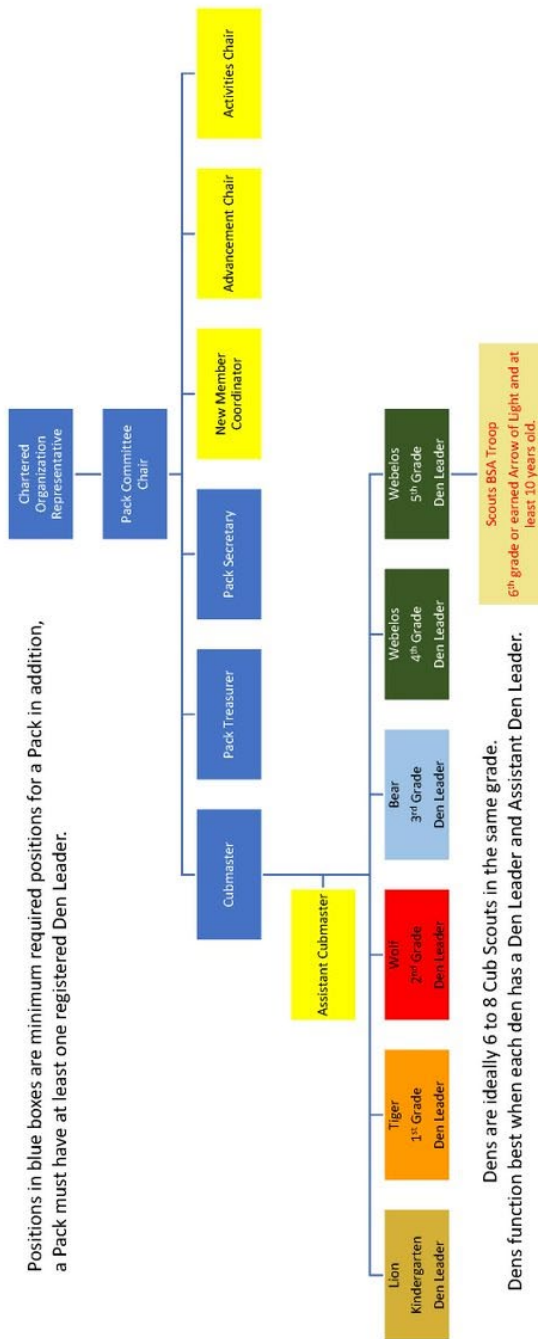 Positions in blue boxes are minimum required positions for a Pack in addition,
a Pack must have at least one registered Den Leader.
Chartered
Organization
Representative
Pack Committee
Chair
Cubmaster
Pack Treasurer
Pack Secretary
New Member
Coordinator
Advancement Chair
Activities Chair
Assistant Cubmaster
Lion
Kindergarten
Den Leader
Tiger
1st Grade
Den Leader
Wolf
2nd Grade
Den Leader
Bear
3rd Grade
Den Leader
Webelos
4th Grade
Den Leader
Webelos
5th Grade
Den Leader
Scouts BSA Troop
6th grade or earned Arrow of Light and at
least 10 years old.
Dens are ideally 6 to 8 Cub Scouts in the same grade.
Dens function best when each den has a Den Leader and Assistant Den Leader.